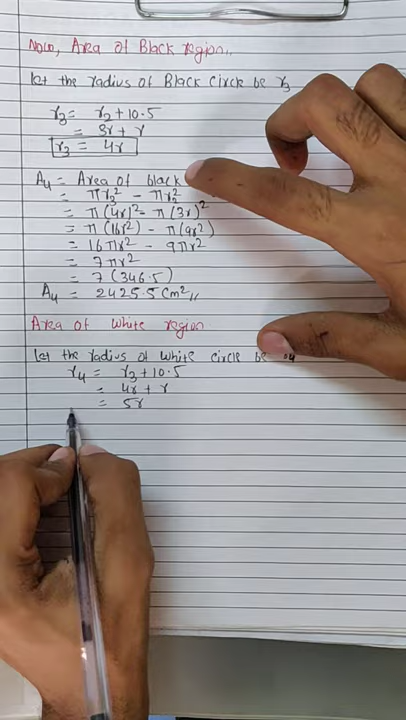 Now, Area of Black region,,
let the radius of Black circle be r3
r3 = r2 + 10.5
= 3r + r
r3 = 4r
A4 = Area of black
= πr3² - πr2²
= π(4r)² - π(3r)²
= π(16r²) - π(9r²)
= 16πr² - 9πr²
= 7πr²
= 7(346.5)
A4 = 2425.5 cm²,,
Area of white region
let the radius of white circle be r4
r4 = r3 + 10.5
= 4r + r
= 5r